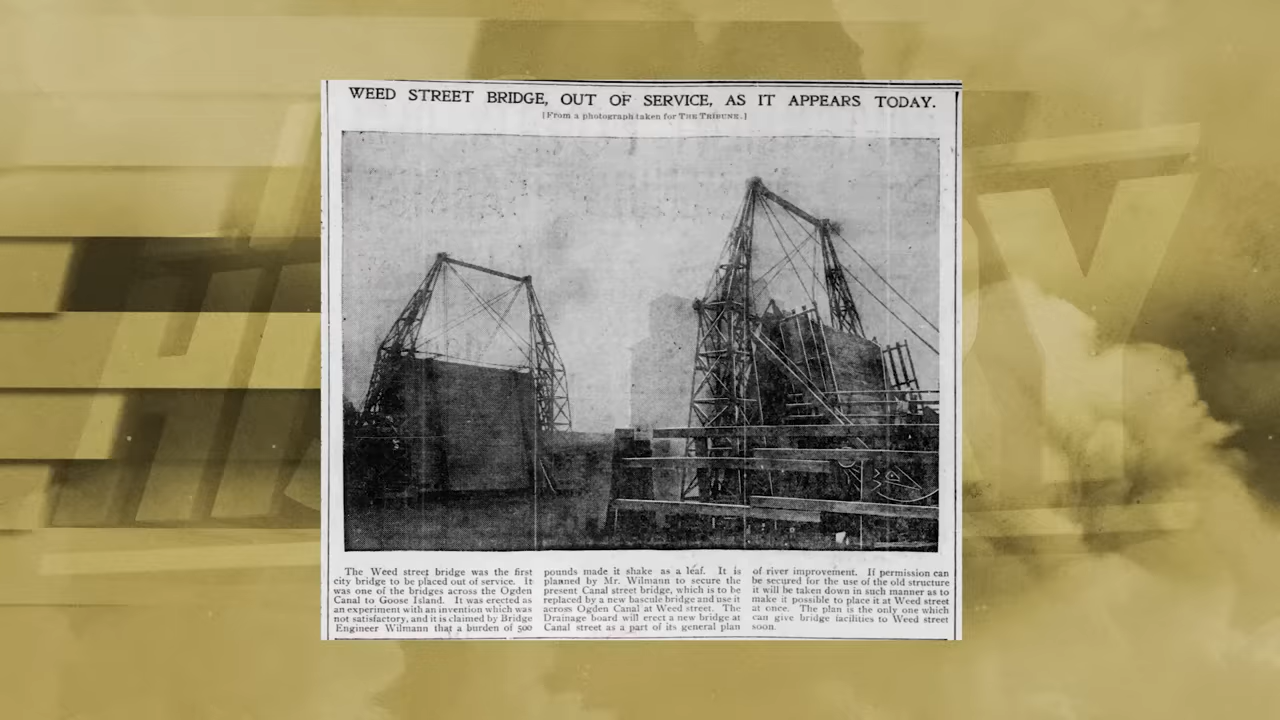 WEED STREET BRIDGE, OUT OF SERVICE, AS IT APPEARS TODAY.
[From a photograph taken for THE TRIBUNE.]
The Weed street bridge was the first
city bridge to be placed out of service. It
was one of the bridges across the Ogden
Canal to Goose Island. It was erected as
an experiment with an invention which was
not satisfactory, and it is claimed by Bridge
Engineer Wilmann that a burden of 500
pounds made it shake as a leaf. It is
planned by Mr. Wilmann to secure the
present Canal street bridge, which is to be
replaced by a new bascule bridge and use it
across Ogden Canal at Weed street. The
Drainage board will erect a new bridge at
Canal street as a part of its general plan
of river improvement. If permission can
be secured for the use of the old structure
it will be taken down in such manner as to
make it possible to place it at Weed street
at once. The plan is the only one which
can give bridge facilities to Weed street
soon.